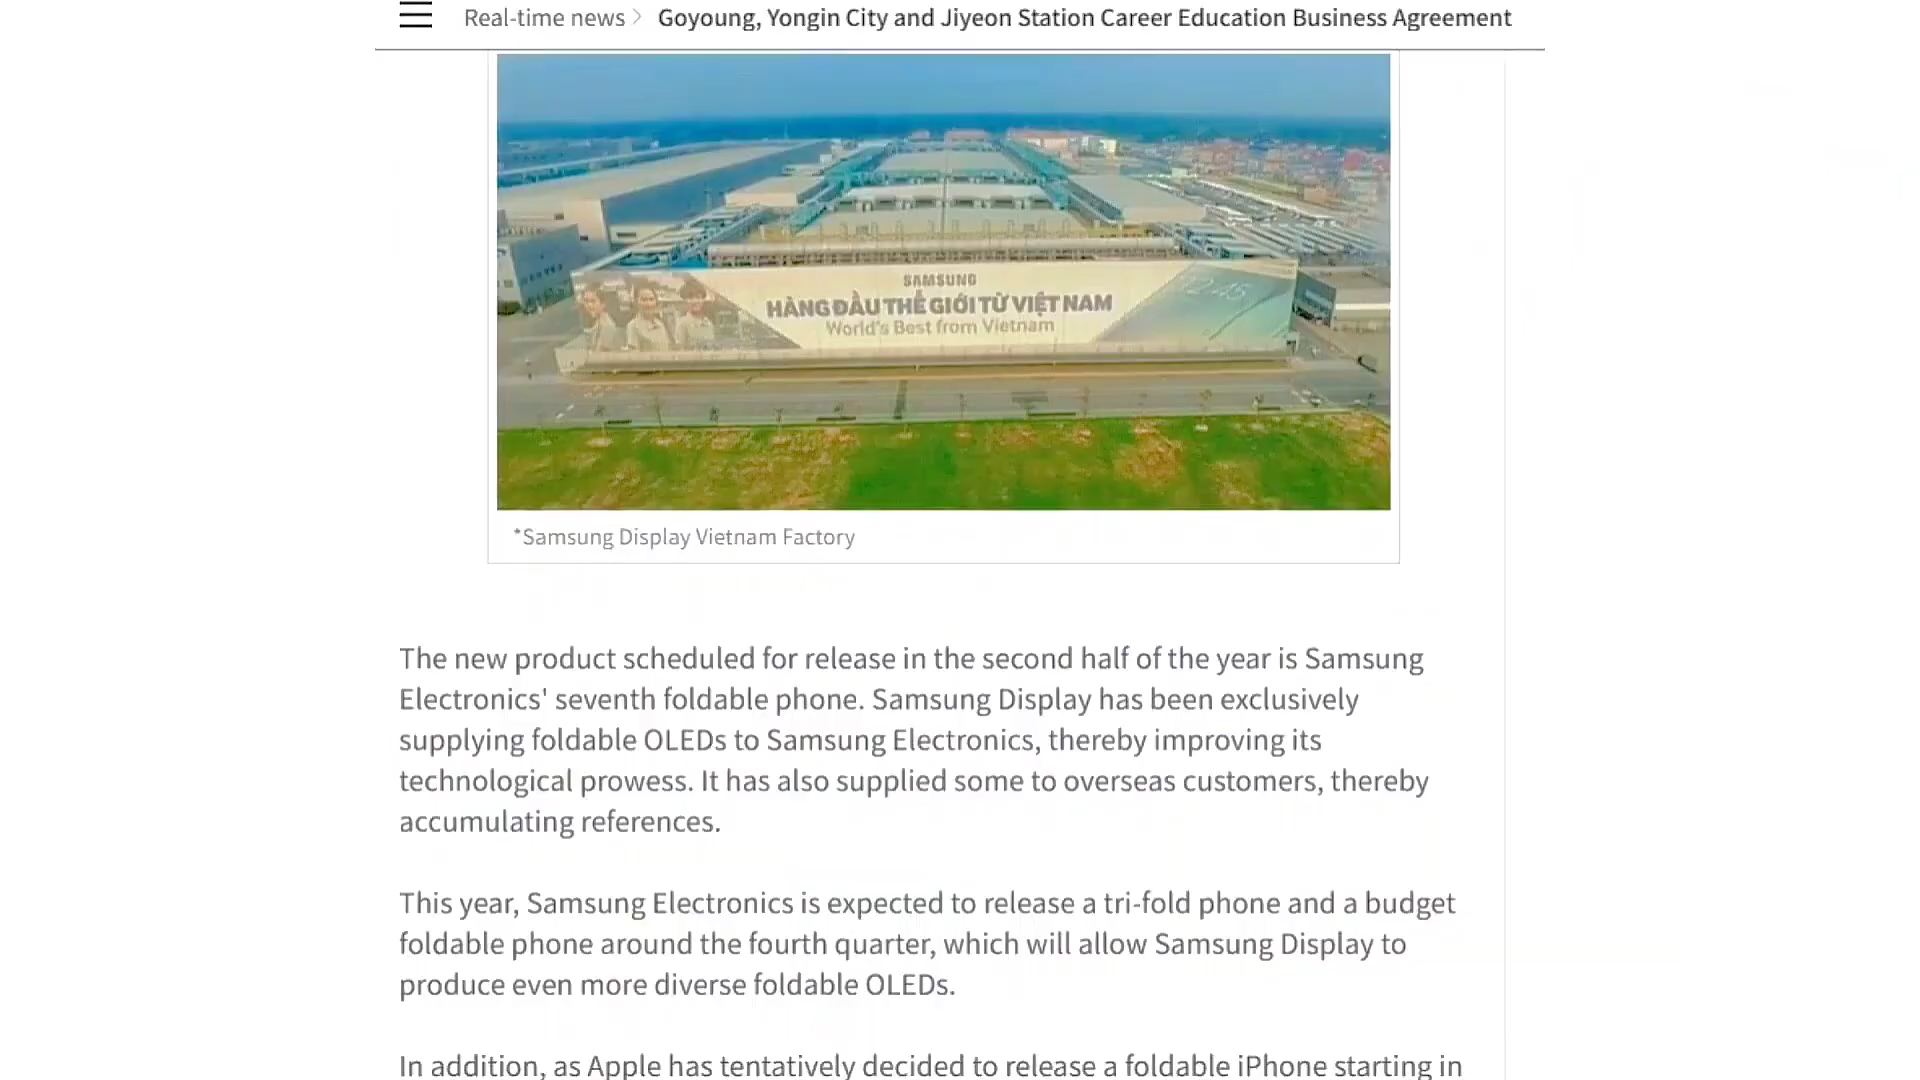 Real-time news > Goyoung, Yongin City and Jiyeon Station Career Education Business Agreement
SAMSUNG
HÀNG ĐẦU THẾ GIỚI TỪ VIỆT NAM
World's Best from Vietnam
12:45
*Samsung Display Vietnam Factory
The new product scheduled for release in the second half of the year is Samsung
Electronics' seventh foldable phone. Samsung Display has been exclusively
supplying foldable OLEDs to Samsung Electronics, thereby improving its
technological prowess. It has also supplied some to overseas customers, thereby
accumulating references.
This year, Samsung Electronics is expected to release a tri-fold phone and a budget
foldable phone around the fourth quarter, which will allow Samsung Display to
produce even more diverse foldable OLEDs.
In addition, as Apple has tentatively decided to release a foldable iPhone starting in